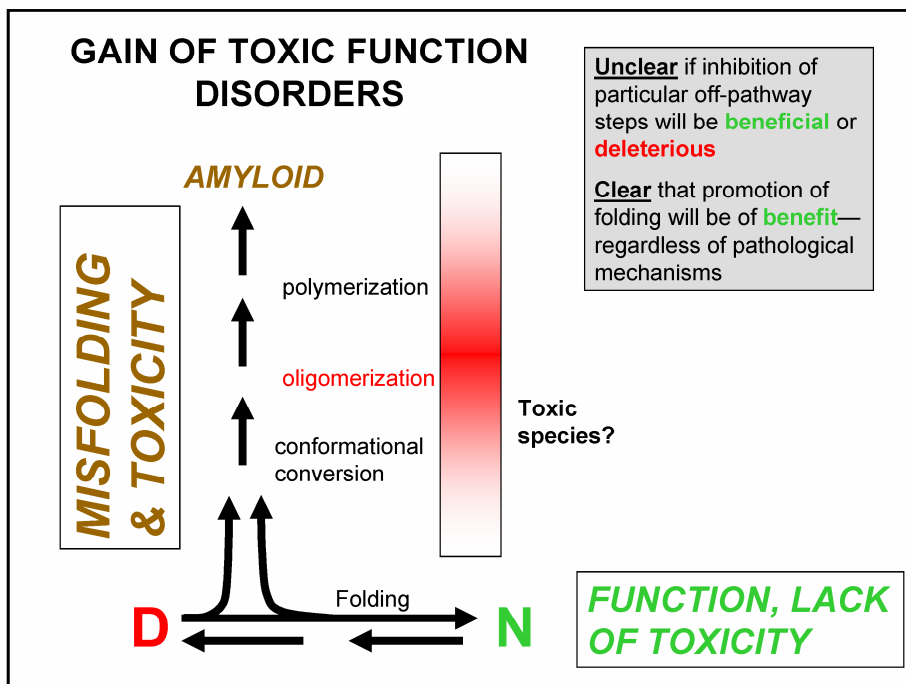 GAIN OF TOXIC FUNCTION
DISORDERS
Unclear if inhibition of
particular off-pathway
steps will be beneficial or
deleterious
Clear that promotion of
folding will be of benefit—
regardless of pathological
mechanisms
AMYLOID
MISFOLDING
& TOXICITY
polymerization
oligomerization
conformational
conversion
Toxic
species?
Folding
D
N
FUNCTION, LACK
OF TOXICITY